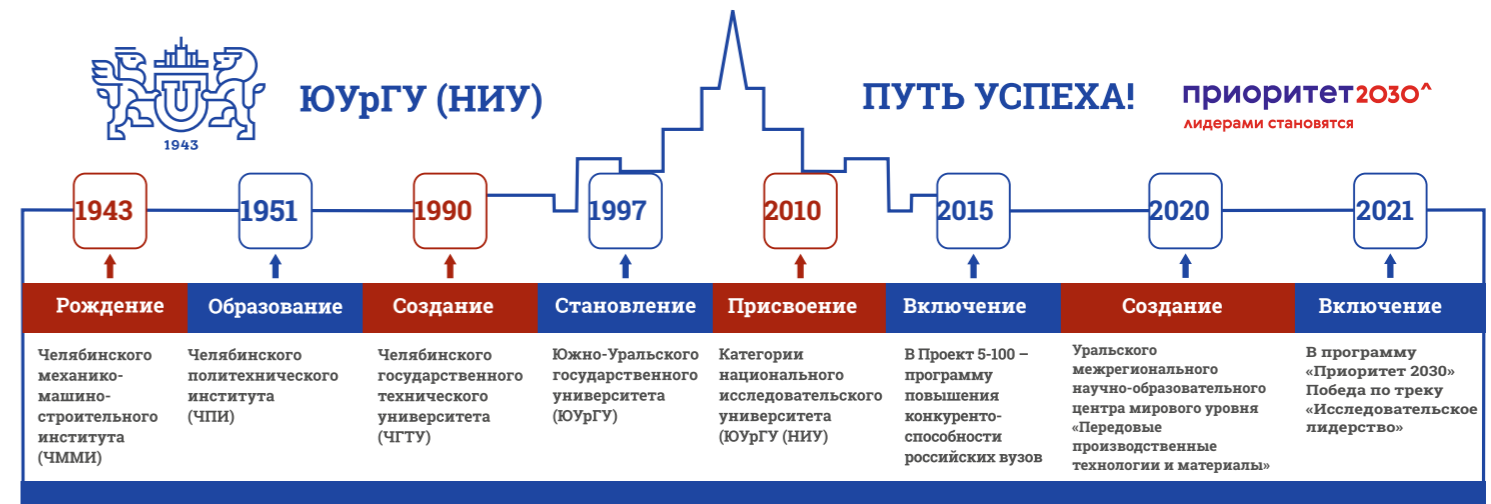 1943
ЮУрГУ (НИУ)
ПУТЬ УСПЕХА!
приоритет2030^
лидерами становятся
1943
1951
1990
1997
2010
2015
2020
2021
Рождение
Челябинского
механико-
машино-
строительного
института
(ЧММИ)
Образование
Челябинского
политехнического
института
(ЧПИ)
Создание
Челябинского
государственного
технического
университета
(ЧГТУ)
Становление
Южно-Уральского
государственного
университета
(ЮУрГУ)
Присвоение
Категории
национального
исследовательского
университета
(ЮУрГУ (НИУ)
Включение
В Проект 5-100 –
программу
повышения
конкуренто-
способности
российских вузов
Создание
Уральского
межрегионального
научно-образовательного
центра мирового уровня
«Передовые
производственные
технологии и материалы»
Включение
В программу
«Приоритет 2030»
Победа по треку
«Исследовательское
лидерство»